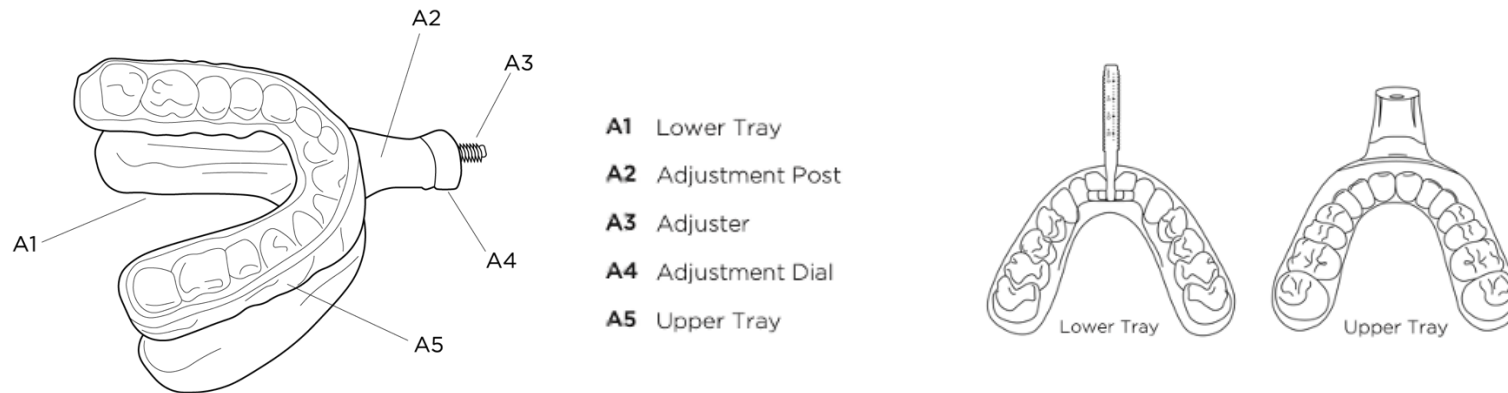 A2
A3
A1
A4
A5
A1 Lower Tray
A2 Adjustment Post
A3 Adjuster
A4 Adjustment Dial
A5 Upper Tray
Lower Tray
Upper Tray